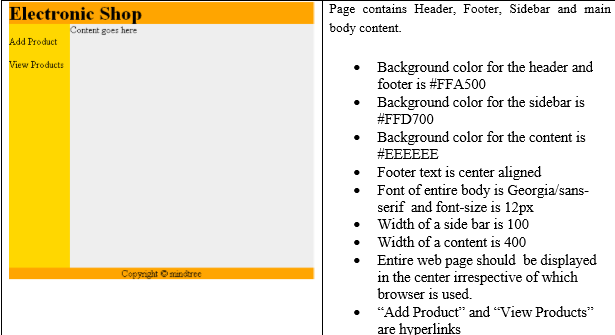 Electronic Shop
Content goes here
Add Product
View Products
Copyright © mindtree
Page contains Header, Footer, Sidebar and main
body content.
• Background color for the header and
footer is #FFA500
• Background color for the sidebar is
#FFD700
• Background color for the content is
#EEEEEE
• Footer text is center aligned
• Font of entire body is Georgia/sans-
serif and font-size is 12px
• Width of a side bar is 100
• Width of a content is 400
• Entire web page should be displayed
in the center irrespective of which
browser is used.
• “Add Product” and “View Products”
are hyperlinks